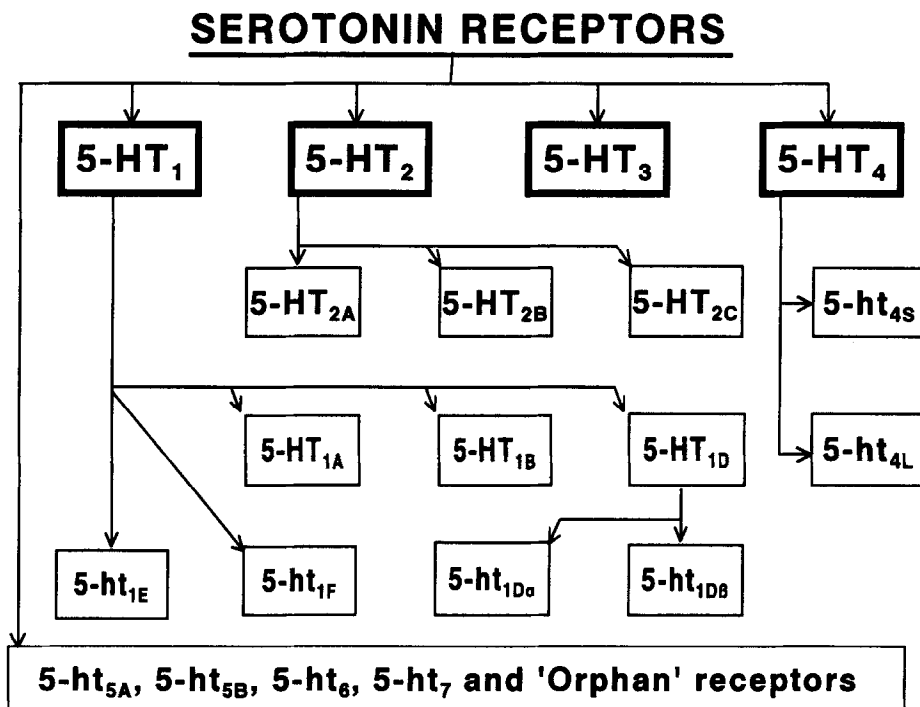 SEROTONIN RECEPTORS
5-HT₁ 5-HT₂ 5-HT₃ 5-HT₄
5-HT₂A 5-HT₂B 5-HT₂C 5-ht₄S
5-HT₁A 5-HT₁B 5-HT₁D 5-ht₄L
5-ht₁E 5-ht₁F 5-ht₁Dα 5-ht₁Dβ
5-ht₅A, 5-ht₅B, 5-ht₆, 5-ht₇ and 'Orphan' receptors